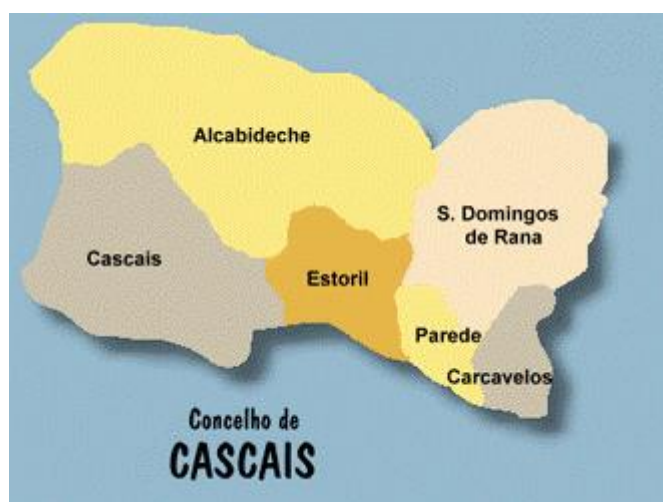 Alcabideche
S. Domingos
de Rana
Cascais
Estoril
Parede
Carcavelos
Concelho de
CASCAIS